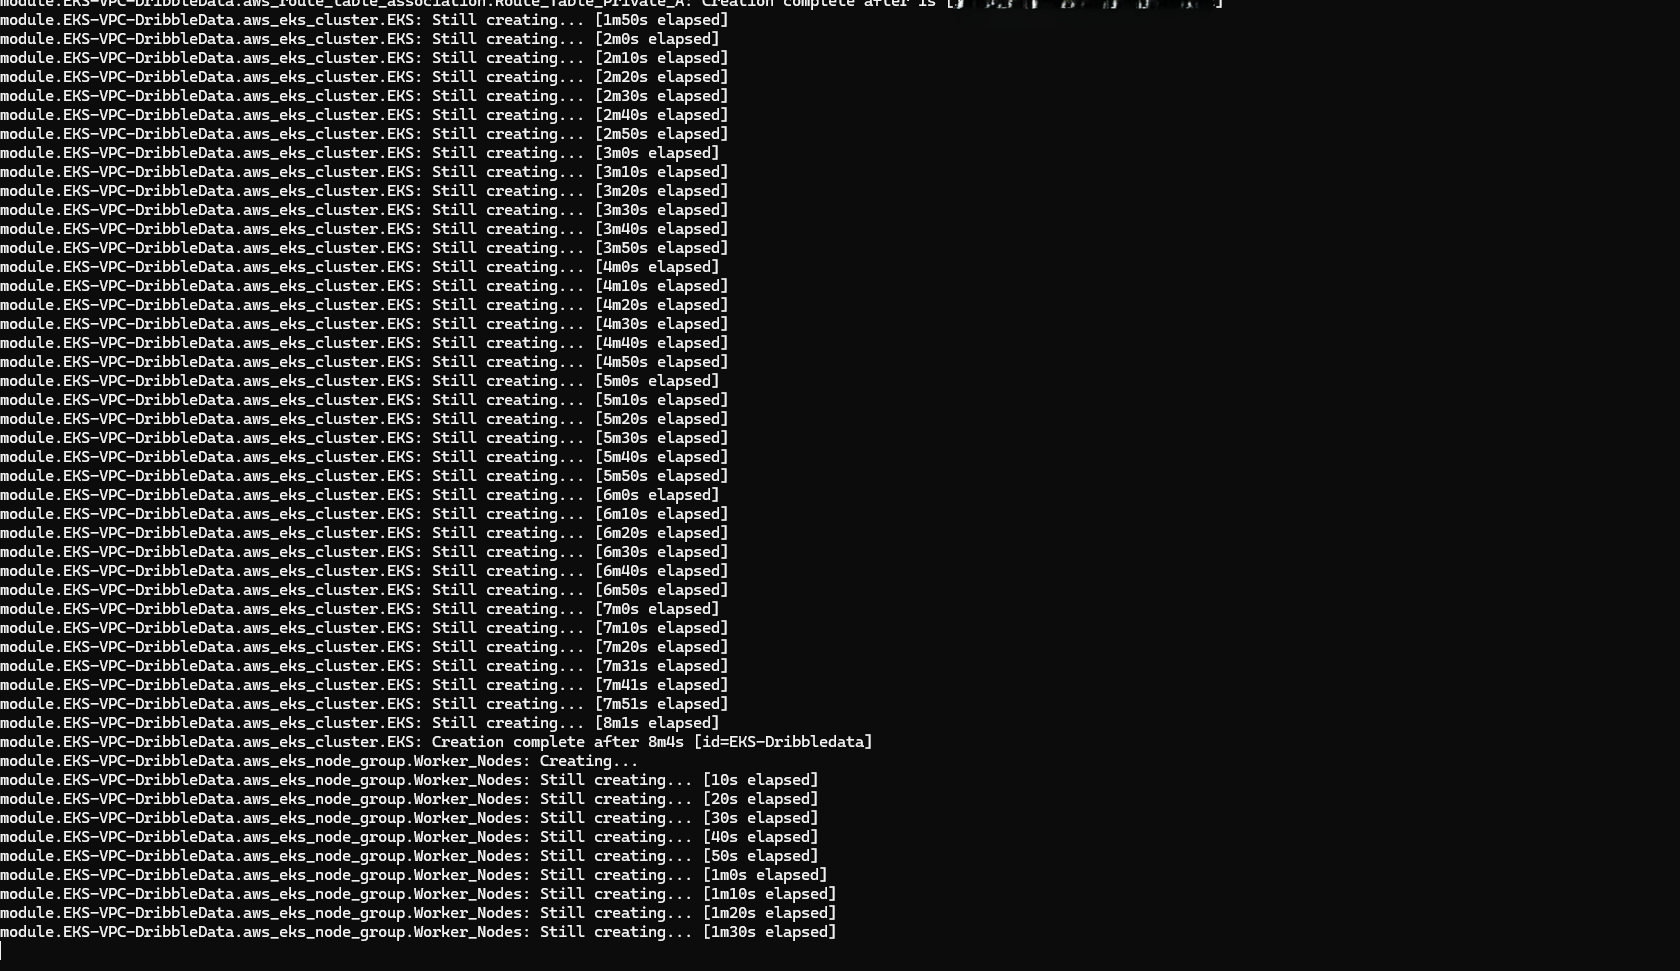 module.EKS-VPC-DribbleData.aws_route_table_association.Route_Table_Private_A: Creation complete after 1s [
module.EKS-VPC-DribbleData.aws_eks_cluster.EKS: Still creating... [1m50s elapsed]
module.EKS-VPC-DribbleData.aws_eks_cluster.EKS: Still creating... [2m0s elapsed]
module.EKS-VPC-DribbleData.aws_eks_cluster.EKS: Still creating... [2m10s elapsed]
module.EKS-VPC-DribbleData.aws_eks_cluster.EKS: Still creating... [2m20s elapsed]
module.EKS-VPC-DribbleData.aws_eks_cluster.EKS: Still creating... [2m30s elapsed]
module.EKS-VPC-DribbleData.aws_eks_cluster.EKS: Still creating... [2m40s elapsed]
module.EKS-VPC-DribbleData.aws_eks_cluster.EKS: Still creating... [2m50s elapsed]
module.EKS-VPC-DribbleData.aws_eks_cluster.EKS: Still creating... [3m0s elapsed]
module.EKS-VPC-DribbleData.aws_eks_cluster.EKS: Still creating... [3m10s elapsed]
module.EKS-VPC-DribbleData.aws_eks_cluster.EKS: Still creating... [3m20s elapsed]
module.EKS-VPC-DribbleData.aws_eks_cluster.EKS: Still creating... [3m30s elapsed]
module.EKS-VPC-DribbleData.aws_eks_cluster.EKS: Still creating... [3m40s elapsed]
module.EKS-VPC-DribbleData.aws_eks_cluster.EKS: Still creating... [3m50s elapsed]
module.EKS-VPC-DribbleData.aws_eks_cluster.EKS: Still creating... [4m0s elapsed]
module.EKS-VPC-DribbleData.aws_eks_cluster.EKS: Still creating... [4m10s elapsed]
module.EKS-VPC-DribbleData.aws_eks_cluster.EKS: Still creating... [4m20s elapsed]
module.EKS-VPC-DribbleData.aws_eks_cluster.EKS: Still creating... [4m30s elapsed]
module.EKS-VPC-DribbleData.aws_eks_cluster.EKS: Still creating... [4m40s elapsed]
module.EKS-VPC-DribbleData.aws_eks_cluster.EKS: Still creating... [4m50s elapsed]
module.EKS-VPC-DribbleData.aws_eks_cluster.EKS: Still creating... [5m0s elapsed]
module.EKS-VPC-DribbleData.aws_eks_cluster.EKS: Still creating... [5m10s elapsed]
module.EKS-VPC-DribbleData.aws_eks_cluster.EKS: Still creating... [5m20s elapsed]
module.EKS-VPC-DribbleData.aws_eks_cluster.EKS: Still creating... [5m30s elapsed]
module.EKS-VPC-DribbleData.aws_eks_cluster.EKS: Still creating... [5m40s elapsed]
module.EKS-VPC-DribbleData.aws_eks_cluster.EKS: Still creating... [5m50s elapsed]
module.EKS-VPC-DribbleData.aws_eks_cluster.EKS: Still creating... [6m0s elapsed]
module.EKS-VPC-DribbleData.aws_eks_cluster.EKS: Still creating... [6m10s elapsed]
module.EKS-VPC-DribbleData.aws_eks_cluster.EKS: Still creating... [6m20s elapsed]
module.EKS-VPC-DribbleData.aws_eks_cluster.EKS: Still creating... [6m30s elapsed]
module.EKS-VPC-DribbleData.aws_eks_cluster.EKS: Still creating... [6m40s elapsed]
module.EKS-VPC-DribbleData.aws_eks_cluster.EKS: Still creating... [6m50s elapsed]
module.EKS-VPC-DribbleData.aws_eks_cluster.EKS: Still creating... [7m0s elapsed]
module.EKS-VPC-DribbleData.aws_eks_cluster.EKS: Still creating... [7m10s elapsed]
module.EKS-VPC-DribbleData.aws_eks_cluster.EKS: Still creating... [7m20s elapsed]
module.EKS-VPC-DribbleData.aws_eks_cluster.EKS: Still creating... [7m31s elapsed]
module.EKS-VPC-DribbleData.aws_eks_cluster.EKS: Still creating... [7m41s elapsed]
module.EKS-VPC-DribbleData.aws_eks_cluster.EKS: Still creating... [7m51s elapsed]
module.EKS-VPC-DribbleData.aws_eks_cluster.EKS: Still creating... [8m1s elapsed]
module.EKS-VPC-DribbleData.aws_eks_cluster.EKS: Creation complete after 8m4s [id=EKS-Dribbledata]
module.EKS-VPC-DribbleData.aws_eks_node_group.Worker_Nodes: Creating...
module.EKS-VPC-DribbleData.aws_eks_node_group.Worker_Nodes: Still creating... [10s elapsed]
module.EKS-VPC-DribbleData.aws_eks_node_group.Worker_Nodes: Still creating... [20s elapsed]
module.EKS-VPC-DribbleData.aws_eks_node_group.Worker_Nodes: Still creating... [30s elapsed]
module.EKS-VPC-DribbleData.aws_eks_node_group.Worker_Nodes: Still creating... [40s elapsed]
module.EKS-VPC-DribbleData.aws_eks_node_group.Worker_Nodes: Still creating... [50s elapsed]
module.EKS-VPC-DribbleData.aws_eks_node_group.Worker_Nodes: Still creating... [1m0s elapsed]
module.EKS-VPC-DribbleData.aws_eks_node_group.Worker_Nodes: Still creating... [1m10s elapsed]
module.EKS-VPC-DribbleData.aws_eks_node_group.Worker_Nodes: Still creating... [1m20s elapsed]
module.EKS-VPC-DribbleData.aws_eks_node_group.Worker_Nodes: Still creating... [1m30s elapsed]